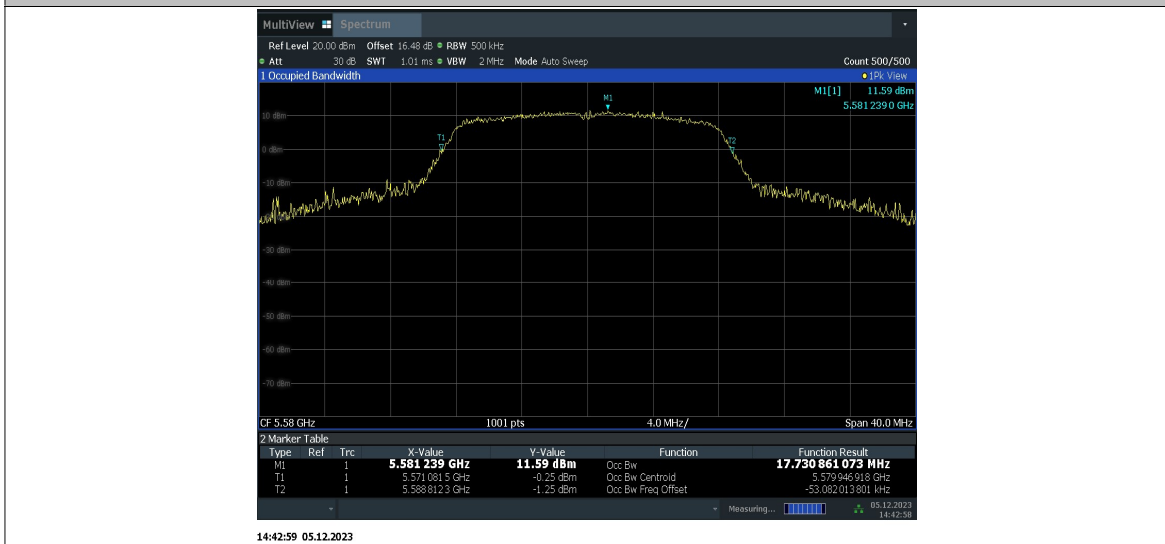 MultiView Spectrum
Ref Level 20.00 dBm Offset 16.48 dB RBW 500 kHz
Att 30 dB SWT 1.01 ms VBW 2 MHz Mode Auto Sweep Count 500/500
1 Occupied Bandwidth 1Pk View
M1[1] 11.59 dBm
5.5812390 GHz
M1
10 dBm
T1
T2
0 dBm
-10 dBm
-30 dBm
-40 dBm
-50 dBm
-60 dBm
-70 dBm
CF 5.58 GHz 1001 pts 4.0 MHz/ Span 40.0 MHz
2 Marker Table
Type Ref Trc X-Value Y-Value Function Function Result
M1 1 5.581 239 GHz 11.59 dBm Occ Bw 17.730 861 073 MHz
T1 1 5.571 081 5 GHz -0.25 dBm Occ Bw Centroid 5.579 946 918 GHz
T2 1 5.588 812 3 GHz -1.25 dBm Occ Bw Freq Offset -53.082 013 801 kHz
Measuring... 05.12.2023
14:42:58
14:42:59 05.12.2023